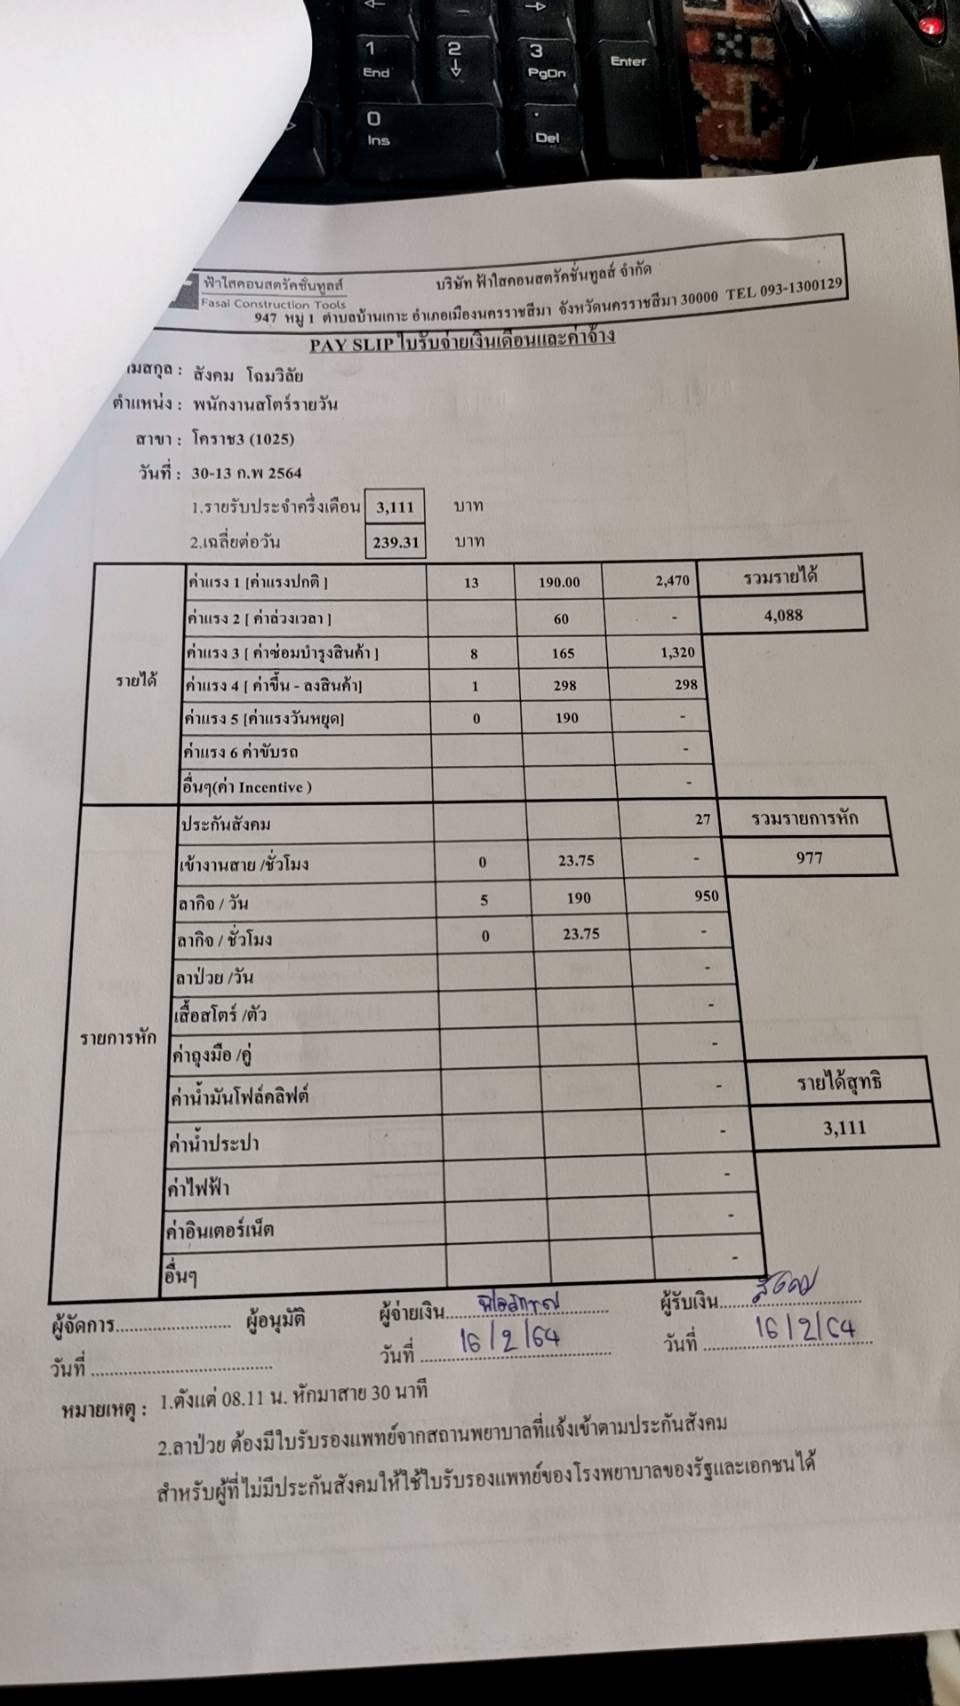 1
End
2
3
PgDn
Enter
0
Ins
.
Del
ฟ้าใสคอนสตรัคชั่นทูลส์ บริษัท ฟ้าใสคอนสตรัคชั่นทูลส์ จำกัด
Fasai Construction Tools
947 หมู่ 1 ตำบลบ้านเกาะ อำเภอเมืองนครราชสีมา จังหวัดนครราชสีมา 30000 TEL 093-1300129
PAY SLIP ใบรับจ่ายเงินเดือนและค่าจ้าง
ามสกุล : สังคม โฉมวิลัย
ตำแหน่ง : พนักงานสโตร์รายวัน
สาขา : โคราช3 (1025)
วันที่ : 30-13 ก.พ 2564
1.รายรับประจำครึ่งเดือน 3,111 บาท
2.เฉลี่ยต่อวัน 239.31 บาท
รายได้
ค่าแรง 1 [ค่าแรงปกติ ] 13 190.00 2,470 รวมรายได้
ค่าแรง 2 [ ค่าล่วงเวลา ] 60 - 4,088
ค่าแรง 3 [ ค่าซ่อมบำรุงสินค้า ] 8 165 1,320
ค่าแรง 4 [ ค่าขึ้น - ลงสินค้า] 1 298 298
ค่าแรง 5 [ค่าแรงวันหยุด] 0 190 -
ค่าแรง 6 ค่าขับรถ -
อื่นๆ(ค่า Incentive ) -
รายการหัก
ประกันสังคม 27 รวมรายการหัก
เข้างานสาย /ชั่วโมง 0 23.75 - 977
ลากิจ / วัน 5 190 950
ลากิจ / ชั่วโมง 0 23.75 -
ลาป่วย /วัน -
เสื้อสโตร์ /ตัว -
ค่าถุงมือ /คู่ -
ค่าน้ำมันโฟล์คลิฟต์ - รายได้สุทธิ
ค่าน้ำประปา - 3,111
ค่าไฟฟ้า -
ค่าอินเตอร์เน็ต -
อื่นๆ -
ผู้จัดการ........................ ผู้อนุมัติ ผู้จ่ายเงิน........................ ผู้รับเงิน........................ สังคม
วันที่ ........................ วันที่ 16/2/64 วันที่ 16/2/64
หมายเหตุ : 1.ตั้งแต่ 08.11 น. หักมาสาย 30 นาที
2.ลาป่วย ต้องมีใบรับรองแพทย์จากสถานพยาบาลที่แจ้งเข้าตามประกันสังคม
สำหรับผู้ที่ไม่มีประกันสังคมให้ใช้ใบรับรองแพทย์ของโรงพยาบาลของรัฐและเอกชนได้